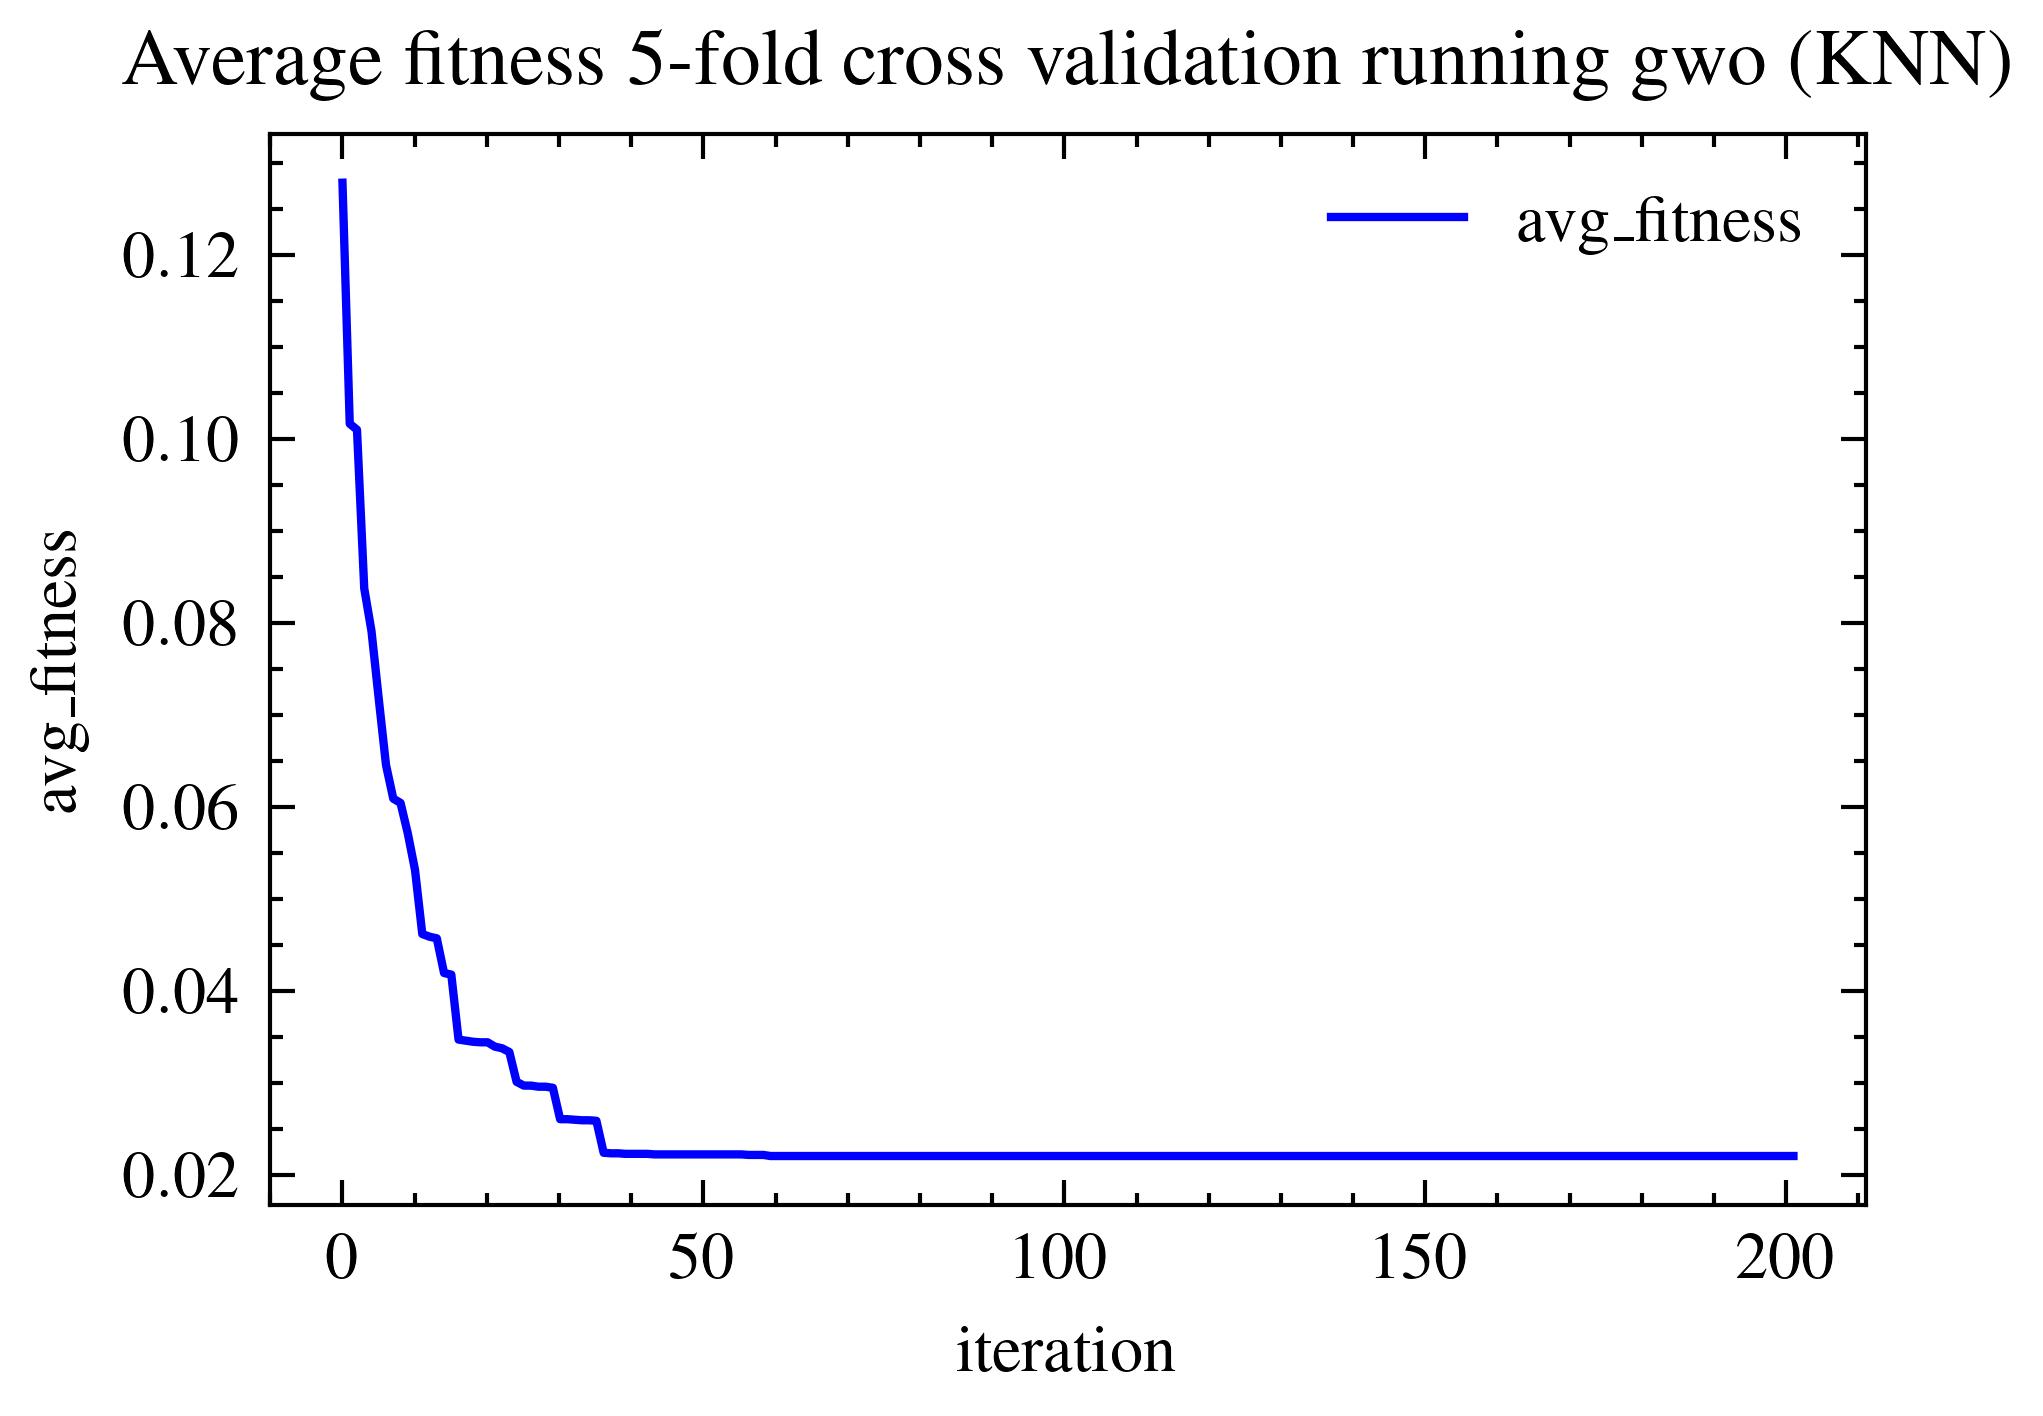 Average fitness 5-fold cross validation running gwo (KNN)
avg_fitness
0.12
0.10
0.08
0.06
0.04
0.02
avg_fitness
0 50 100 150 200
iteration